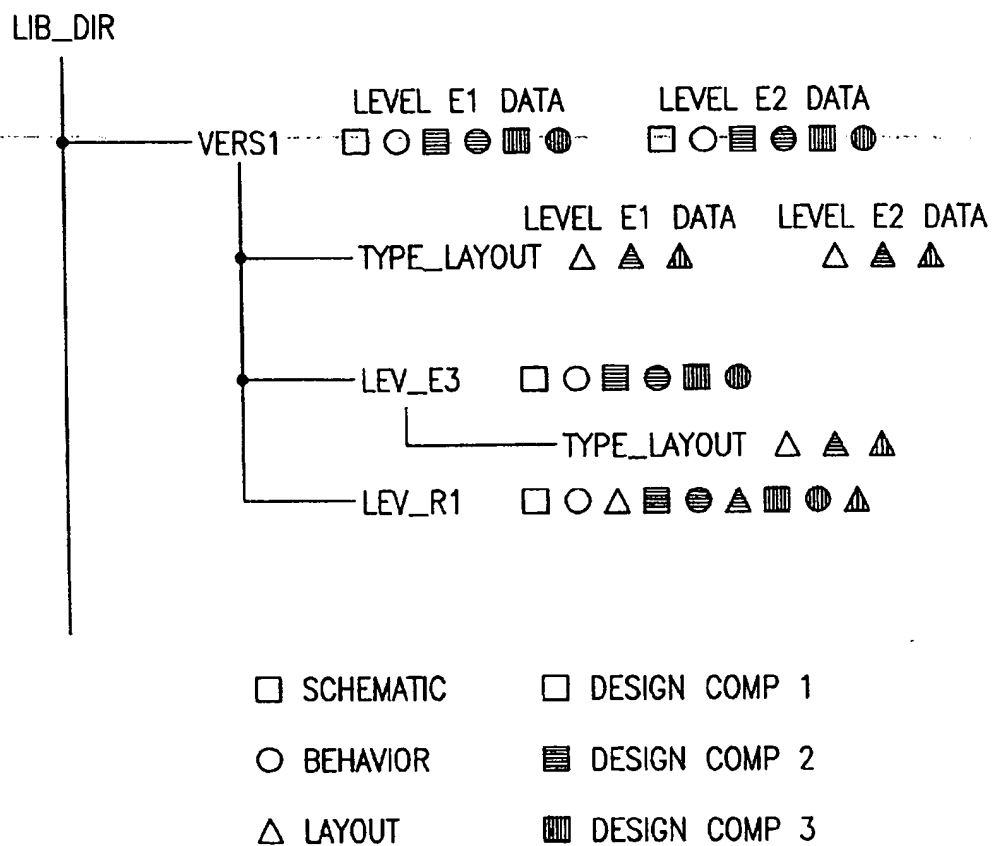 LIB_DIR
LEVEL E1 DATA LEVEL E2 DATA
VERS1
LEVEL E1 DATA LEVEL E2 DATA
TYPE_LAYOUT
LEV_E3
TYPE_LAYOUT
LEV_R1
SCHEMATIC DESIGN COMP 1
BEHAVIOR DESIGN COMP 2
LAYOUT DESIGN COMP 3